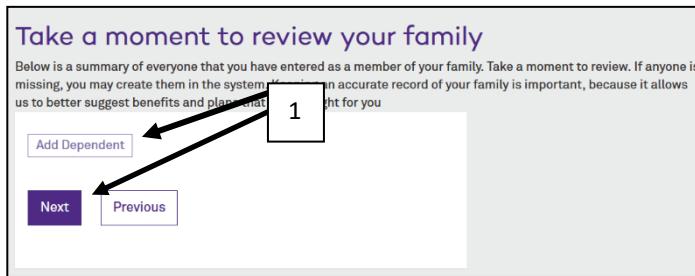 Take a moment to review your family
Below is a summary of everyone that you have entered as a member of your family. Take a moment to review. If anyone is
missing, you may create them in the system. an accurate record of your family is important, because it allows
us to better suggest benefits and plans that for you
1
Add Dependent
Next Previous